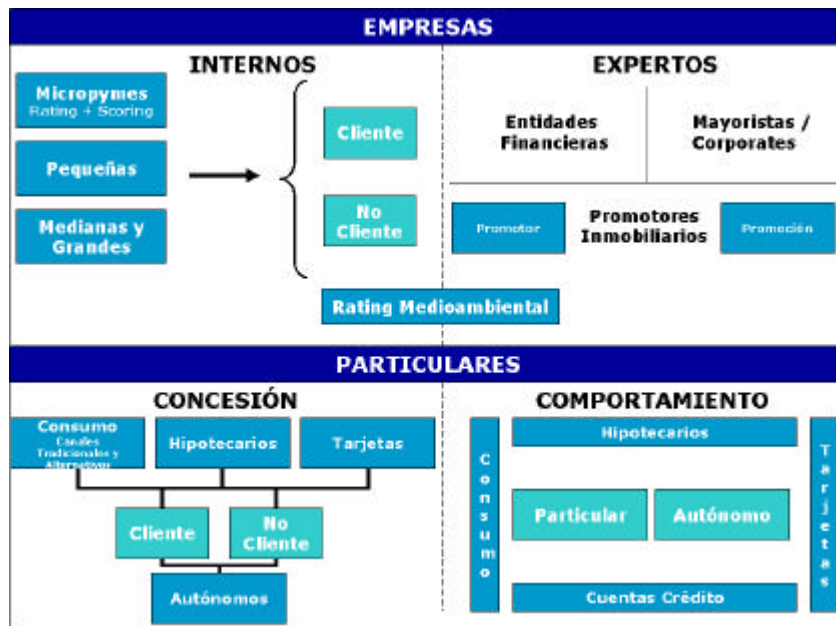 EMPRESAS
INTERNOS
Micropymes
Rating + Scoring
Pequeñas
Medianas y
Grandes
Cliente
No
Cliente
EXPERTOS
Entidades
Financieras
Mayoristas /
Corporates
Promotor
Promotores
Inmobiliarios
Promoción
Rating Medioambiental
PARTICULARES
CONCESIÓN
Consumo
Canales
Tradicionales y
Alternativos
Hipotecarios
Tarjetas
Cliente
No
Cliente
Autónomos
COMPORTAMIENTO
Consumo
Hipotecarios
Particular
Autónomo
Cuentas Crédito
Tarjetas